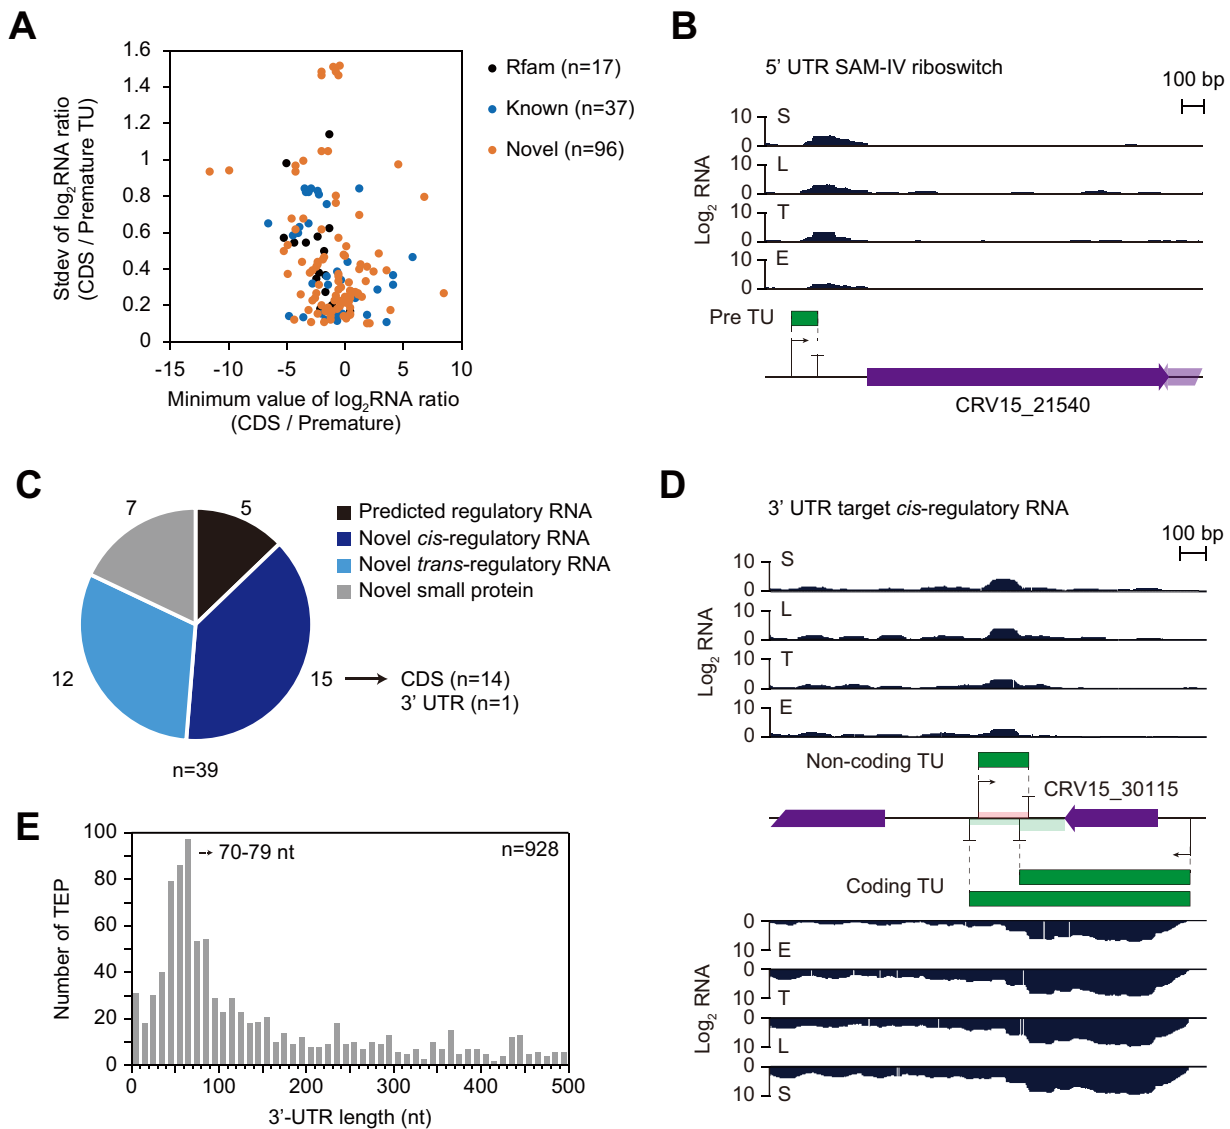 A
Stdev of log2RNA ratio
(CDS / Premature TU)
1.6
1.4
1.2
1
0.8
0.6
0.4
0.2
0
-15 -10 -5 0 5 10
Minimum value of log2RNA ratio
(CDS / Premature)
Rfam (n=17)
Known (n=37)
Novel (n=96)
B
5' UTR SAM-IV riboswitch
100 bp
Log2 RNA
10
0
S
10
0
L
10
0
T
10
0
E
Pre TU
CRV15_21540
C
7
5
12
15
CDS (n=14)
3' UTR (n=1)
n=39
Predicted regulatory RNA
Novel cis-regulatory RNA
Novel trans-regulatory RNA
Novel small protein
D
3' UTR target cis-regulatory RNA
100 bp
Log2 RNA
10
0
S
10
0
L
10
0
T
10
0
E
Non-coding TU
CRV15_30115
Coding TU
Log2 RNA
0
10
E
0
10
T
0
10
L
0
10
S
E
Number of TEP
100
80
60
40
20
0
70-79 nt
n=928
0 100 200 300 400 500
3'-UTR length (nt)